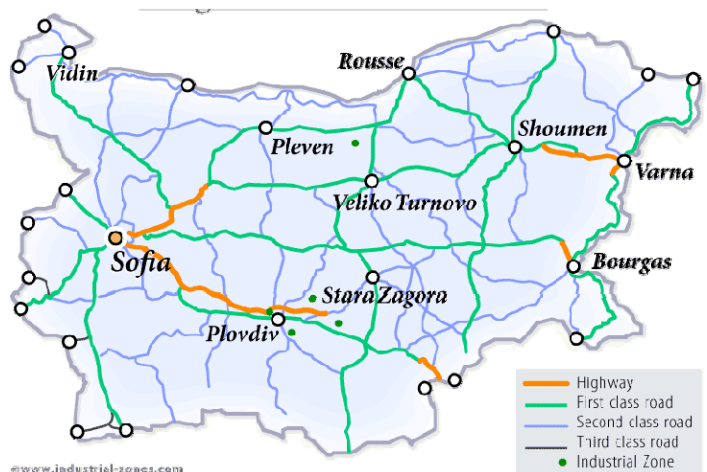 Vidin
Rousse
Pleven
Shoumen
Varna
Veliko Turnovo
Sofia
Bourgas
Stara Zagora
Plovdiv
Highway
First class road
Second class road
Third class road
Industrial Zone
©www.industrial-zones.com